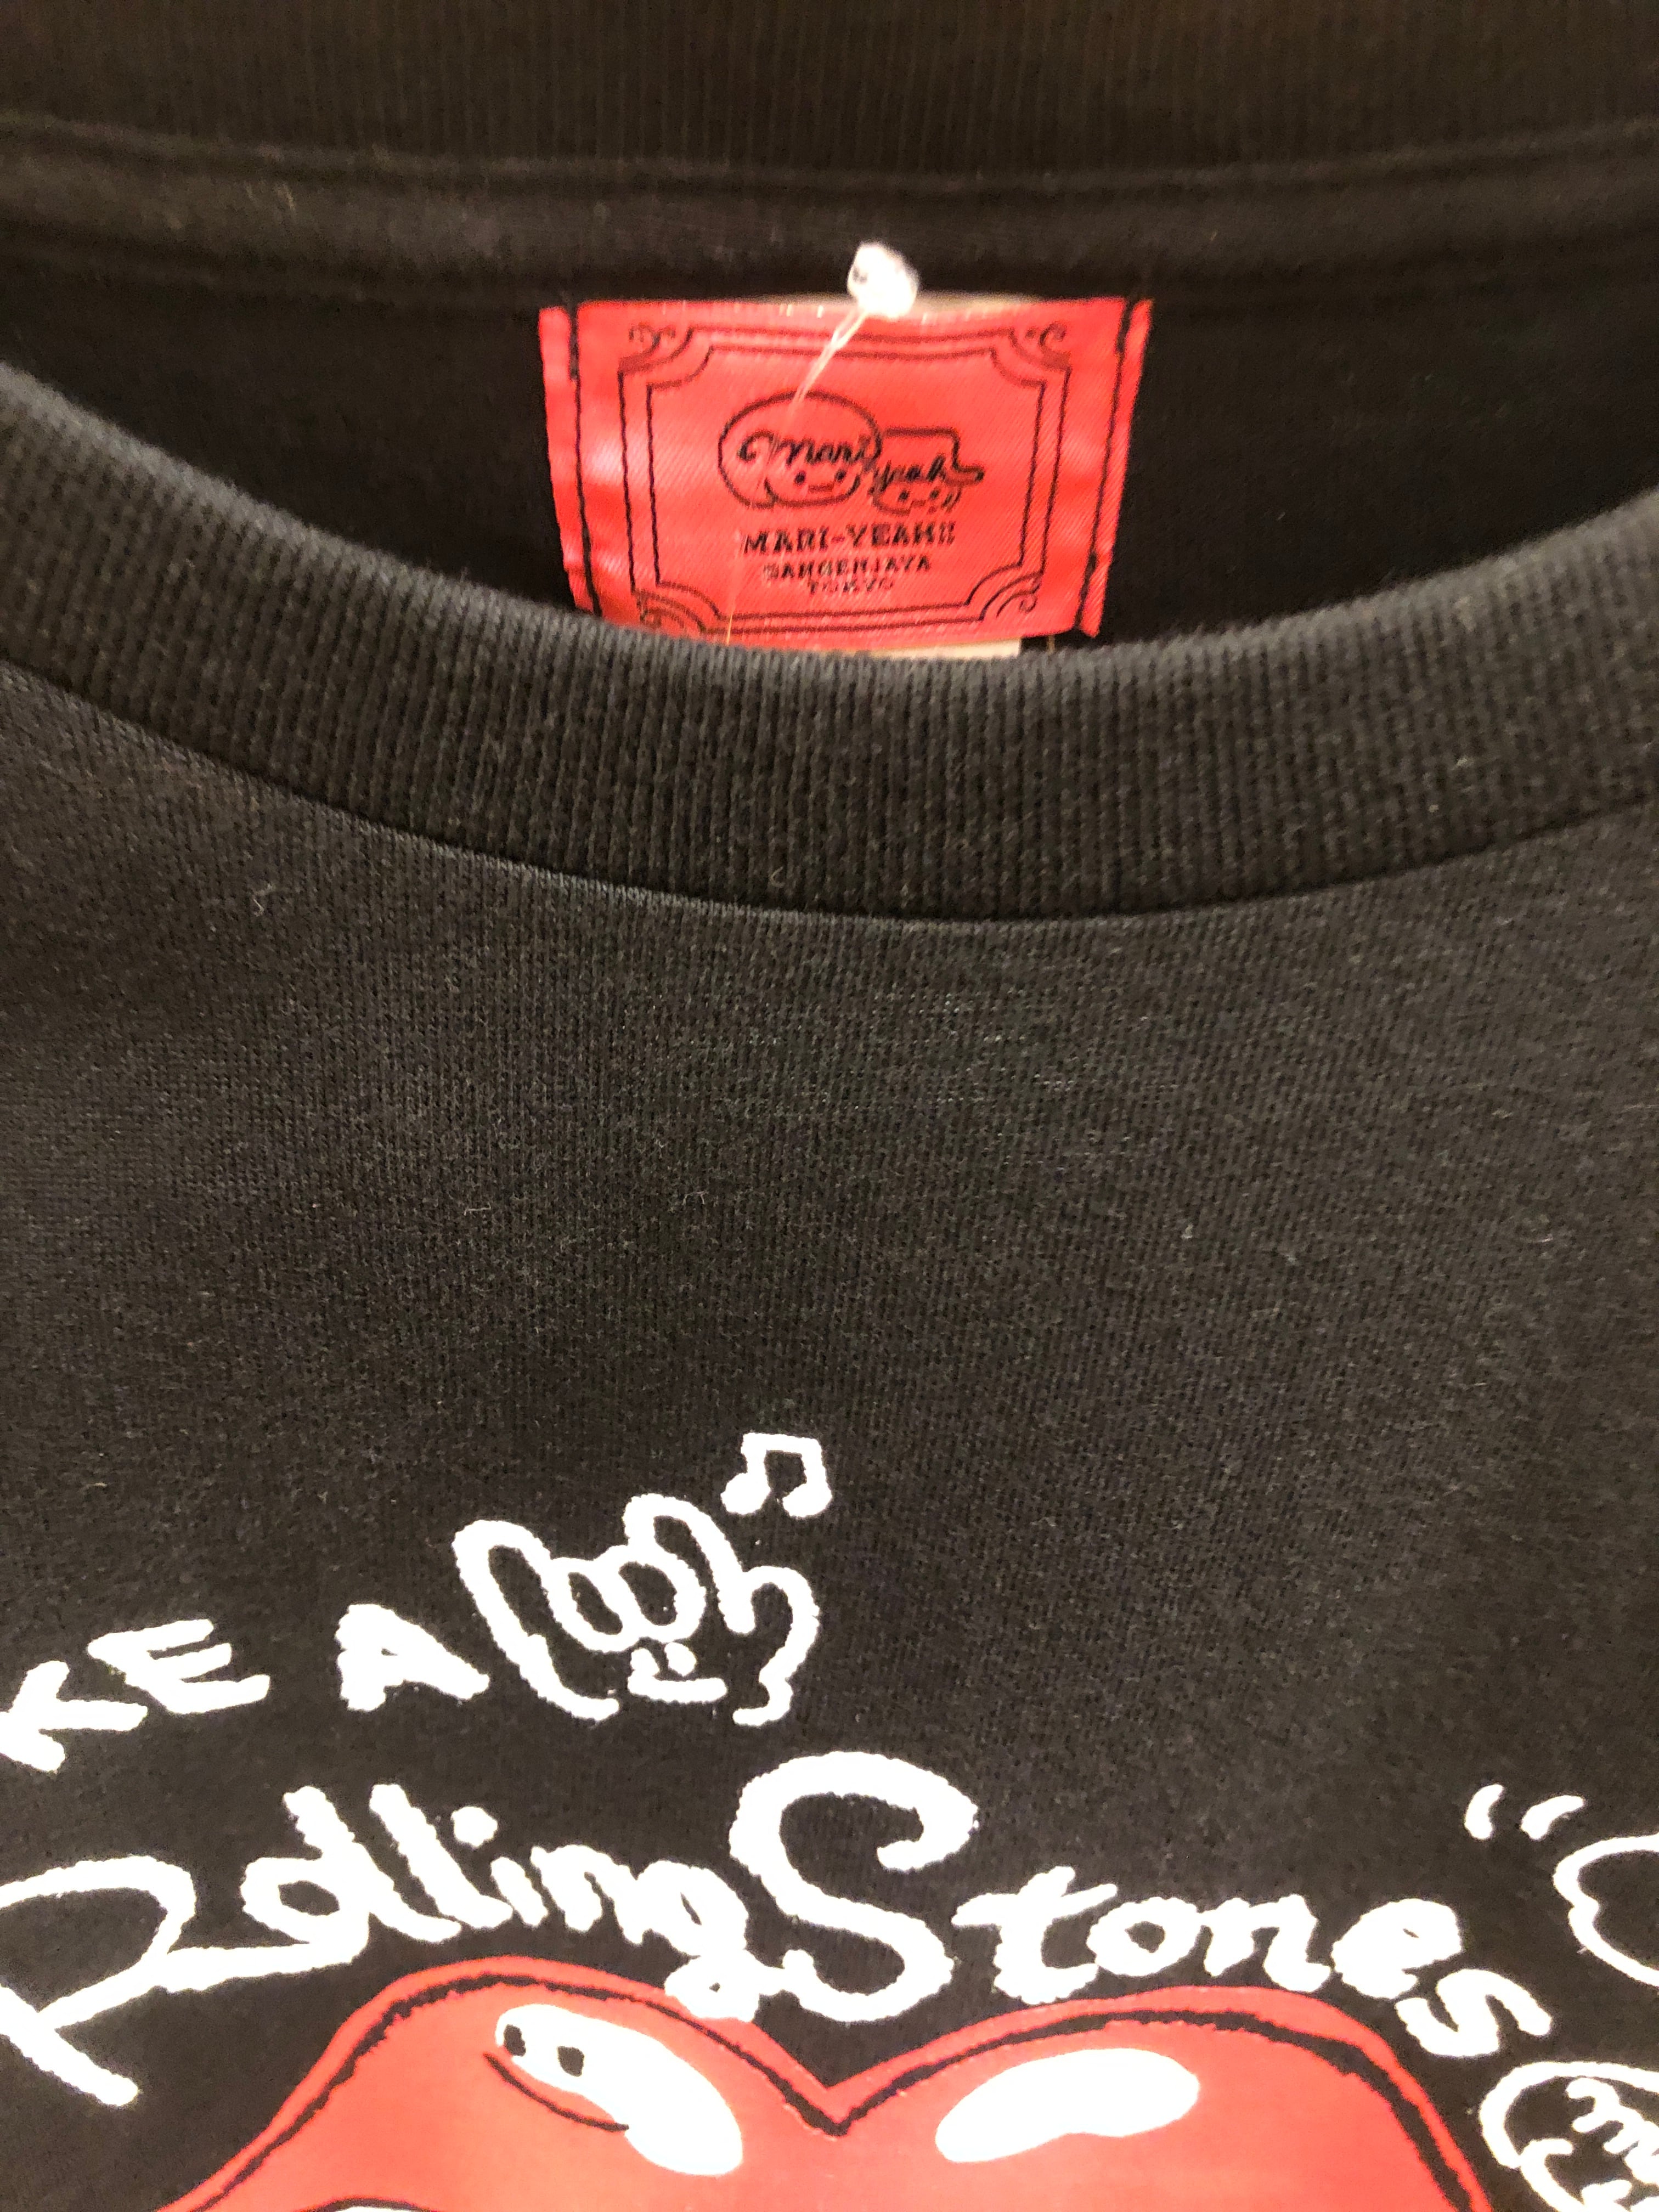 mari
yeah
MARI-YEAH!!
SANGENJAYA
TOKYO
KE A
Rolling Stones